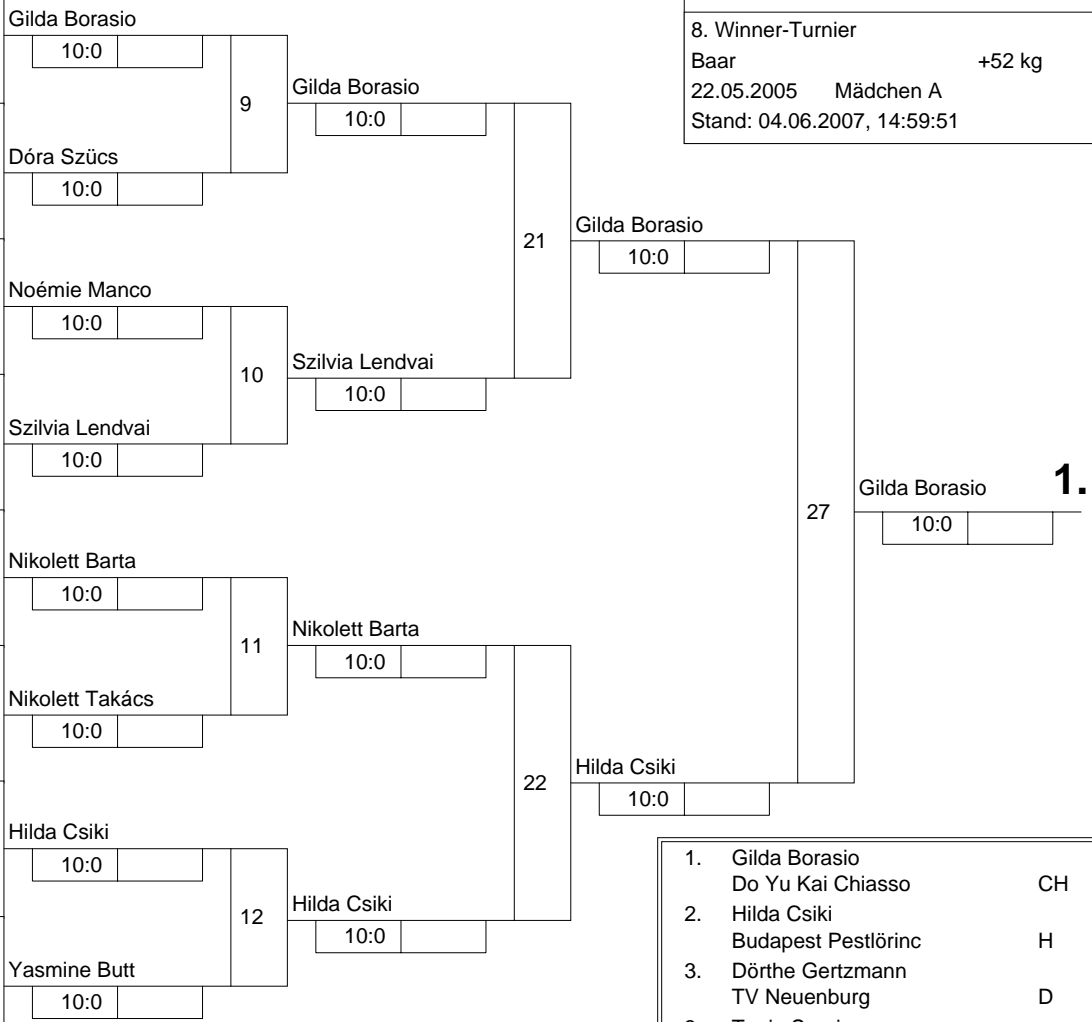 Gilda Borasio
10:0
8. Winner-Turnier
Baar +52 kg
22.05.2005 Mädchen A
Stand: 04.06.2007, 14:59:51
9
Gilda Borasio
10:0
Dóra Szücs
10:0
21
Gilda Borasio
10:0
Noémie Manco
10:0
10
Szilvia Lendvai
10:0
Szilvia Lendvai
10:0
27
Gilda Borasio 1.
10:0
Nikolett Barta
10:0
11
Nikolett Barta
10:0
Nikolett Takács
10:0
22
Hilda Csiki
10:0
Hilda Csiki
10:0
12
Hilda Csiki
10:0
Yasmine Butt
10:0
1. Gilda Borasio
Do Yu Kai Chiasso CH
2. Hilda Csiki
Budapest Pestlörinc H
3. Dörthe Gertzmann
TV Neuenburg D